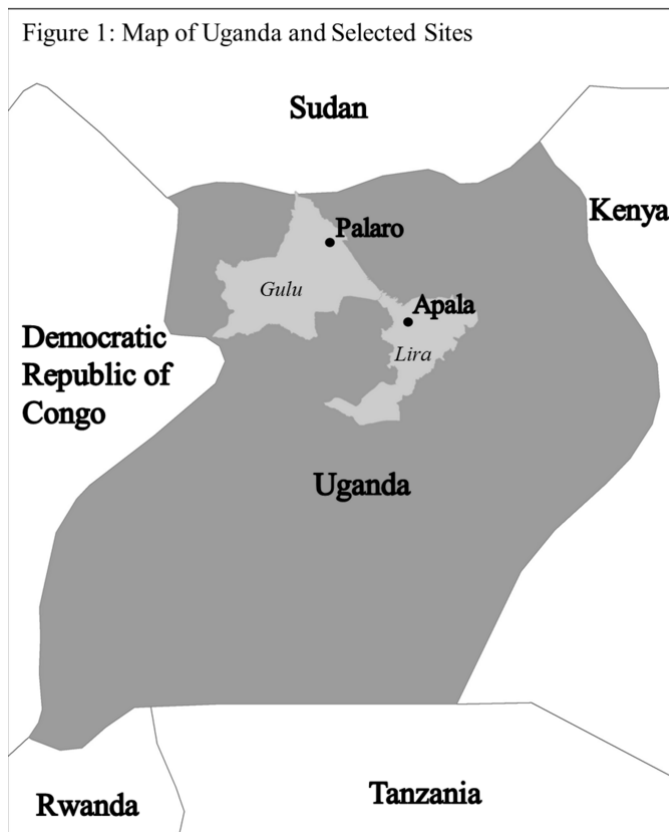 Figure 1: Map of Uganda and Selected Sites
Sudan
Kenya
Palaro
Gulu
Apala
Democratic
Republic of
Congo
Lira
Uganda
Tanzania
Rwanda